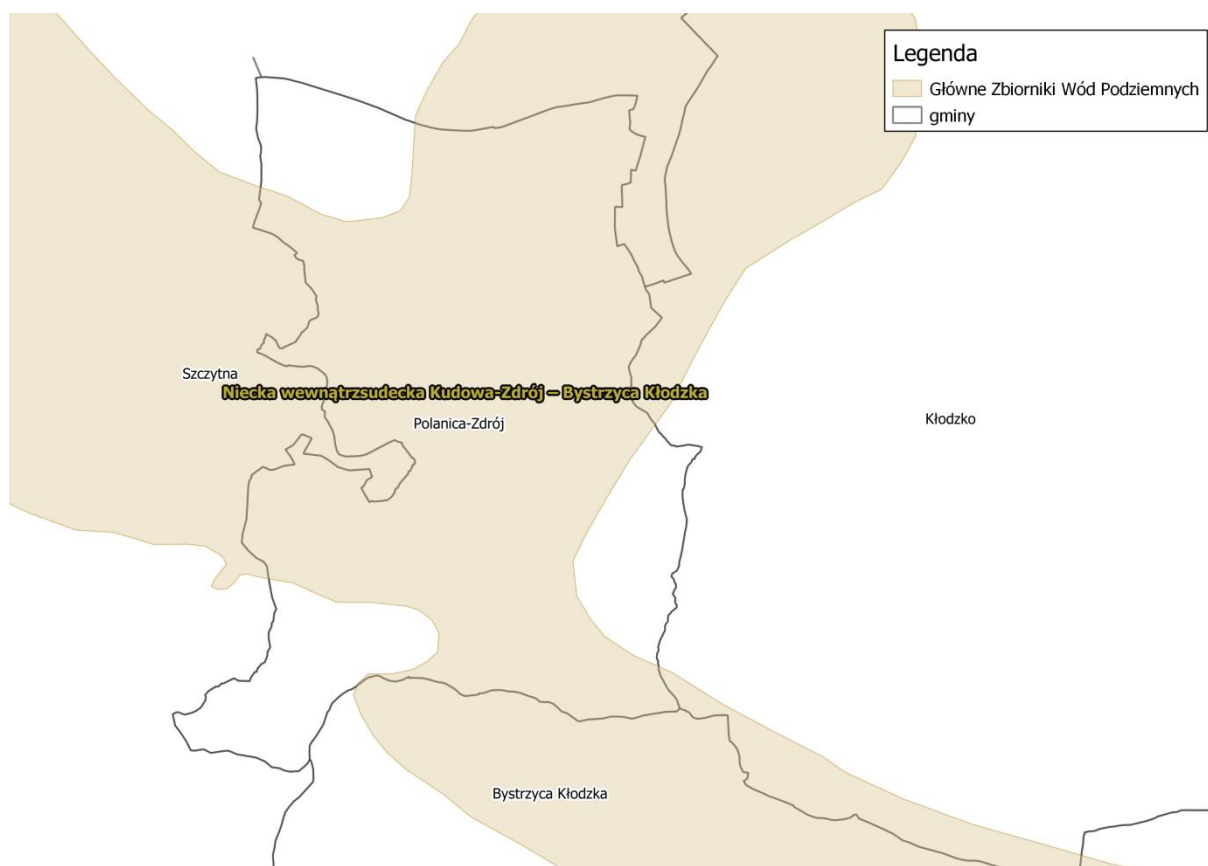 Legenda
Główne Zbiorniki Wód Podziemnych
gminy
Szczytna
Niecka wewnątrzsudecka Kudowa-Zdrój – Bystrzyca Kłodzka
Polanica-Zdrój
Kłodzko
Bystrzyca Kłodzka